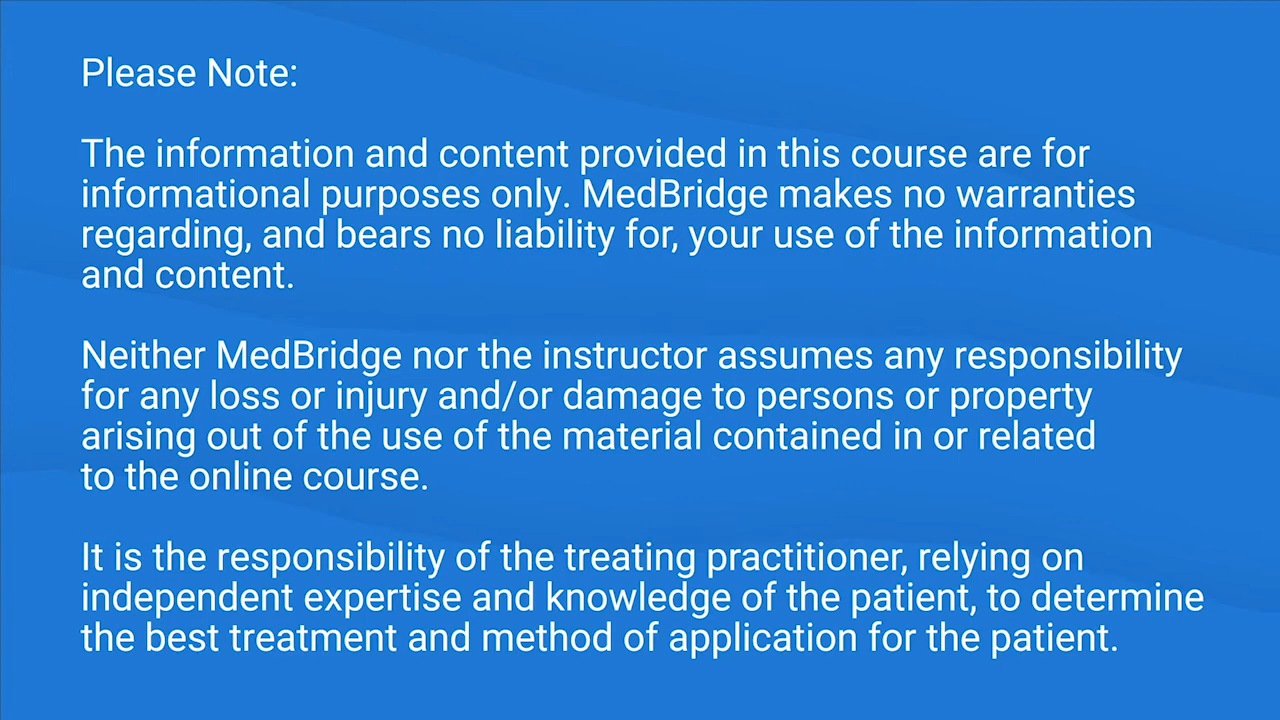 Please Note:
The information and content provided in this course are for
informational purposes only. MedBridge makes no warranties
regarding, and bears no liability for, your use of the information
and content.
Neither MedBridge nor the instructor assumes any responsibility
for any loss or injury and/or damage to persons or property
arising out of the use of the material contained in or related
to the online course.
It is the responsibility of the treating practitioner, relying on
independent expertise and knowledge of the patient, to determine
the best treatment and method of application for the patient.